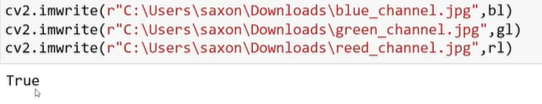 cv2.imwrite(r"C:\Users\saxon\Downloads\blue_channel.jpg",bl)
cv2.imwrite(r"C:\Users\saxon\Downloads\green_channel.jpg",gl)
cv2.imwrite(r"C:\Users\saxon\Downloads\reed_channel.jpg",rl)
True